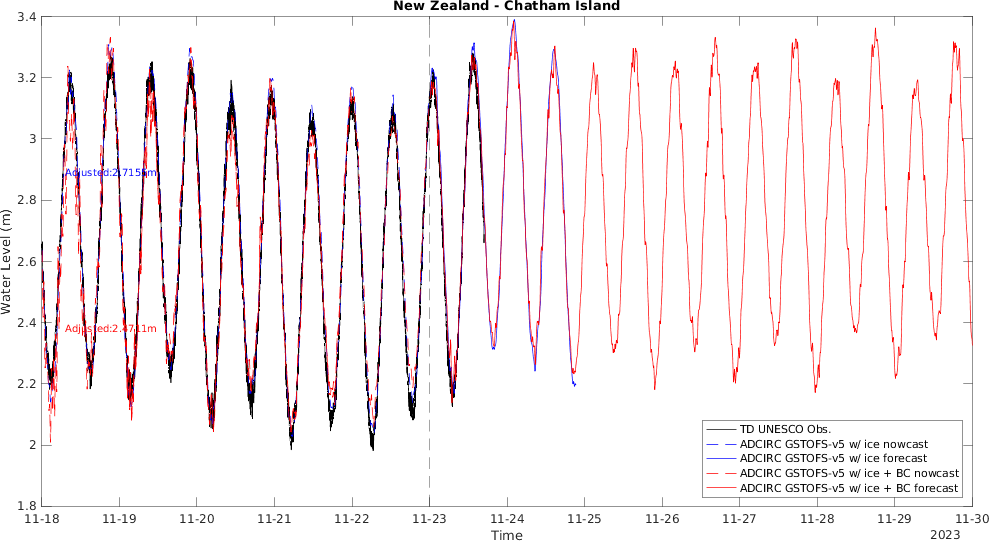 New Zealand - Chatham Island
3.4
3.2
3
2.8
2.6
2.4
2.2
2
1.8
Water Level (m)
Adjusted:2.7155m
Adjusted:2.4711m
TD UNESCO Obs.
ADCIRC GSTOFS-v5 w/ ice nowcast
ADCIRC GSTOFS-v5 w/ ice forecast
ADCIRC GSTOFS-v5 w/ ice + BC nowcast
ADCIRC GSTOFS-v5 w/ ice + BC forecast
11-18 11-19 11-20 11-21 11-22 11-23 11-24 11-25 11-26 11-27 11-28 11-29 11-30
Time
2023